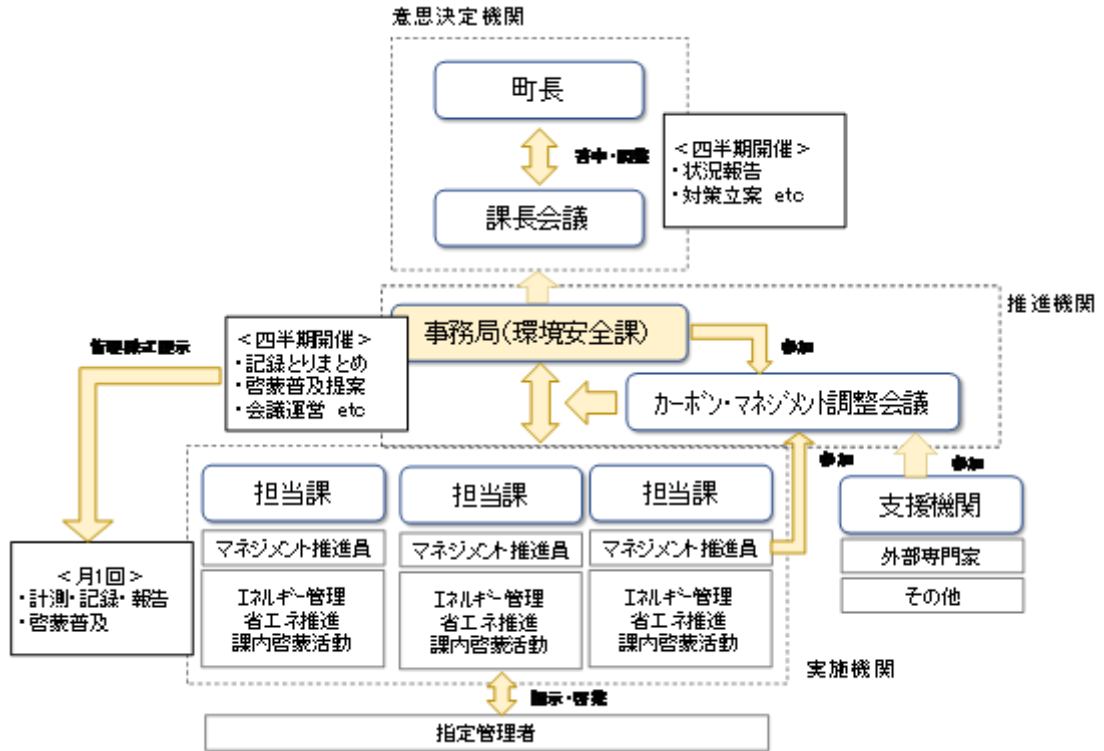 意思決定機関
町長
課長会議
<四半期開催>
・状況報告
・対策立案 etc
推進機関
事務局(環境安全課)
<四半期開催>
・記録とりまとめ
・啓蒙普及提案
・会議運営 etc
参加
カーボン・マネジメント調整会議
参加
参加
担当課
担当課
担当課
支援機関
マネジメント推進員
マネジメント推進員
マネジメント推進員
外部専門家
その他
<月1回>
・計測・記録・報告
・啓蒙普及
エネルギー管理
省エネ推進
課内啓蒙活動
エネルギー管理
省エネ推進
課内啓蒙活動
エネルギー管理
省エネ推進
課内啓蒙活動
実施機関
指定管理者